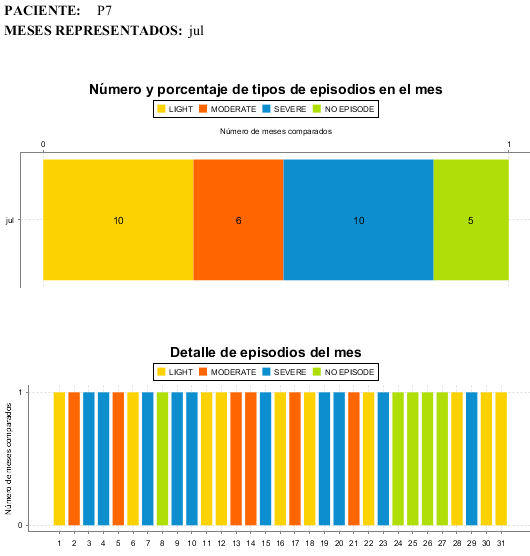 PACIENTE: P7
MESES REPRESENTADOS: jul
Número y porcentaje de tipos de episodios en el mes
LIGHT MODERATE SEVERE NO EPISODE
Número de meses comparados
0 1
jul
10 6 10 5
Detalle de episodios del mes
LIGHT MODERATE SEVERE NO EPISODE
Número de meses comparados
1
0
1 2 3 4 5 6 7 8 9 10 11 12 13 14 15 16 17 18 19 20 21 22 23 24 25 26 27 28 29 30 31